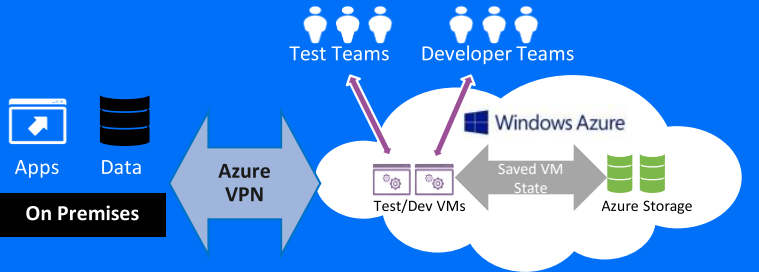 Test Teams
Developer Teams
Windows Azure
Apps
Data
On Premises
Azure
VPN
Saved VM
State
Test/Dev VMs
Azure Storage